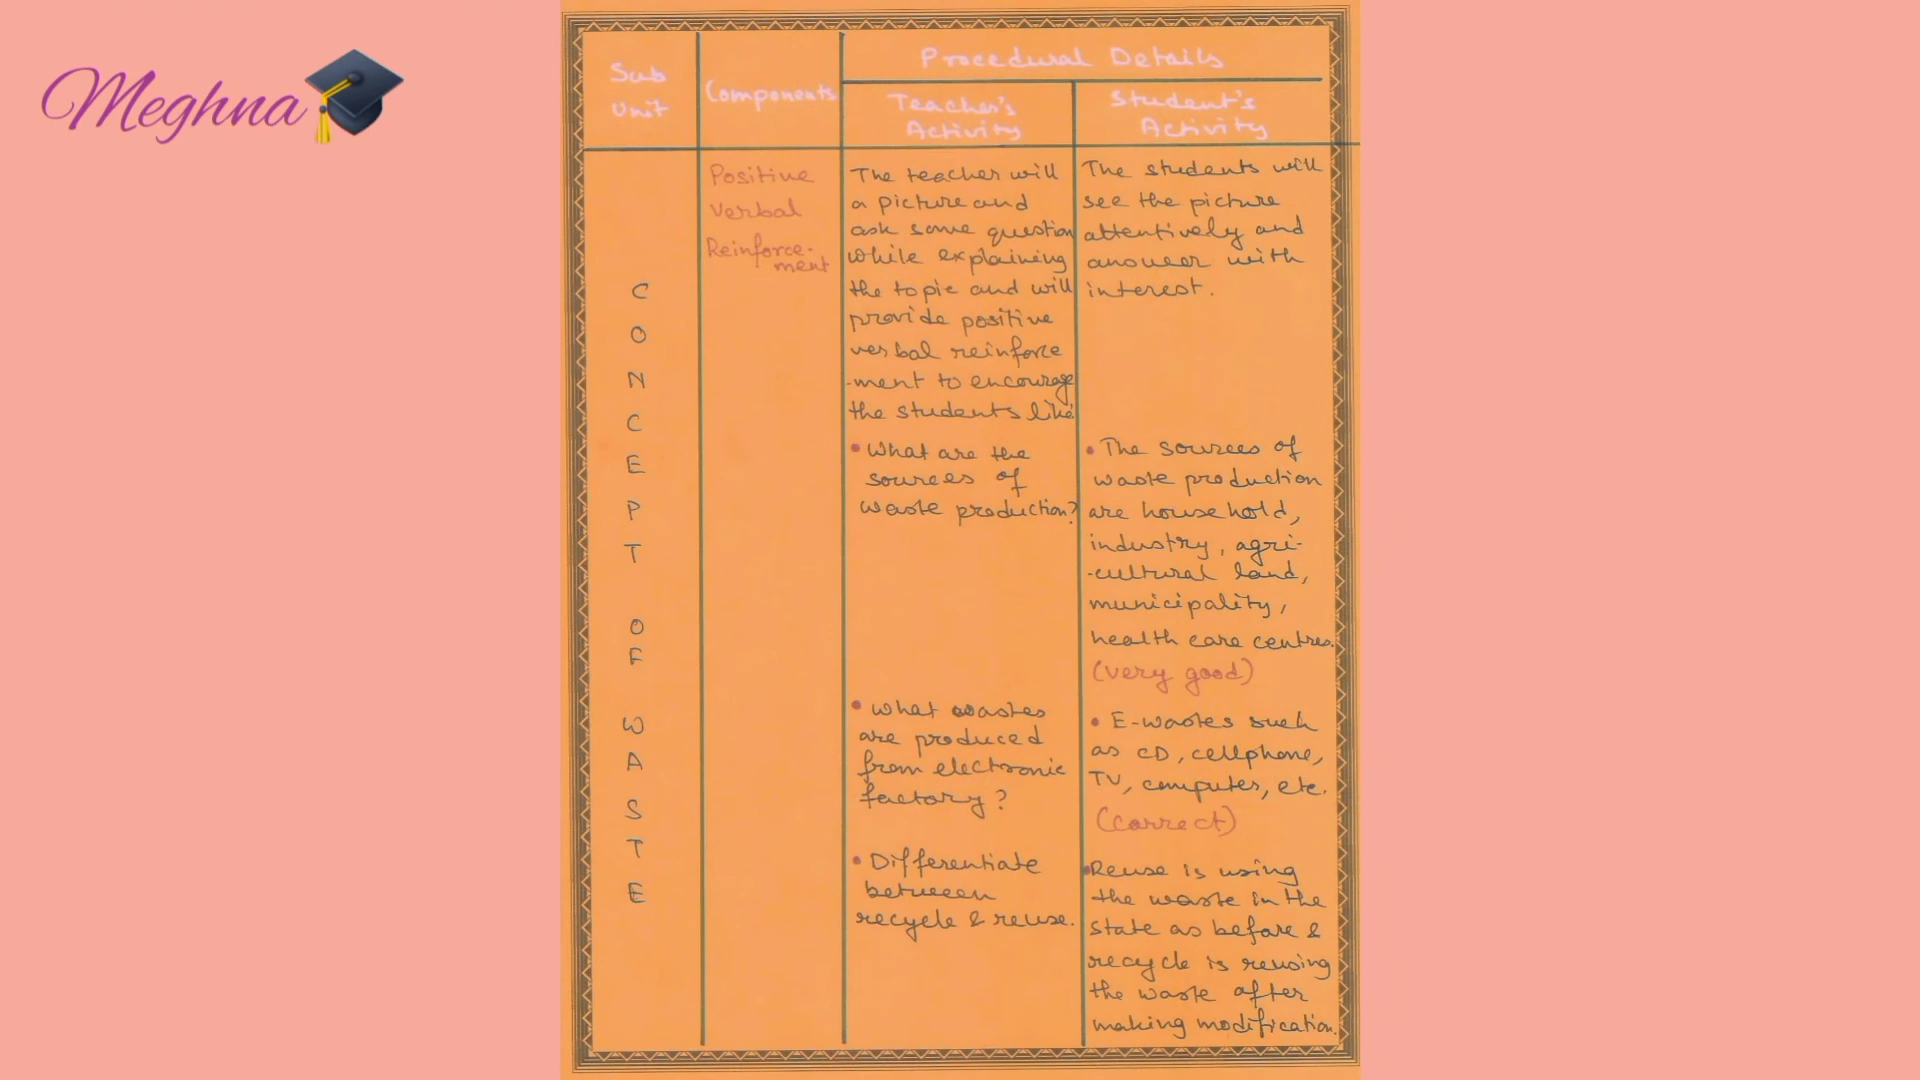 Meghna
Procedural Details
Sub
Unit
Components
Teacher's
Activity
Student's
Activity
C
O
N
C
E
P
T
O
F
W
A
S
T
E
Positive
Verbal
Reinforce-
ment
The teacher will
a picture and
ask some question
while explaining
the topic and will
provide positive
verbal reinforce
-ment to encourage
the students like
• What are the
sources of
waste production?
• What wastes
are produced
from electronic
factory?
• Differentiate
between
recycle & reuse.
The students will
see the picture
attentively and
answer with
interest.
• The sources of
waste production
are household,
industry, agri-
-cultural land,
municipality,
health care centres.
(very good)
• E-wastes such
as CD, cellphone,
TV, computer, etc.
(correct)
• Reuse is using
the waste in the
state as before &
recycle is reusing
the waste after
making modification.